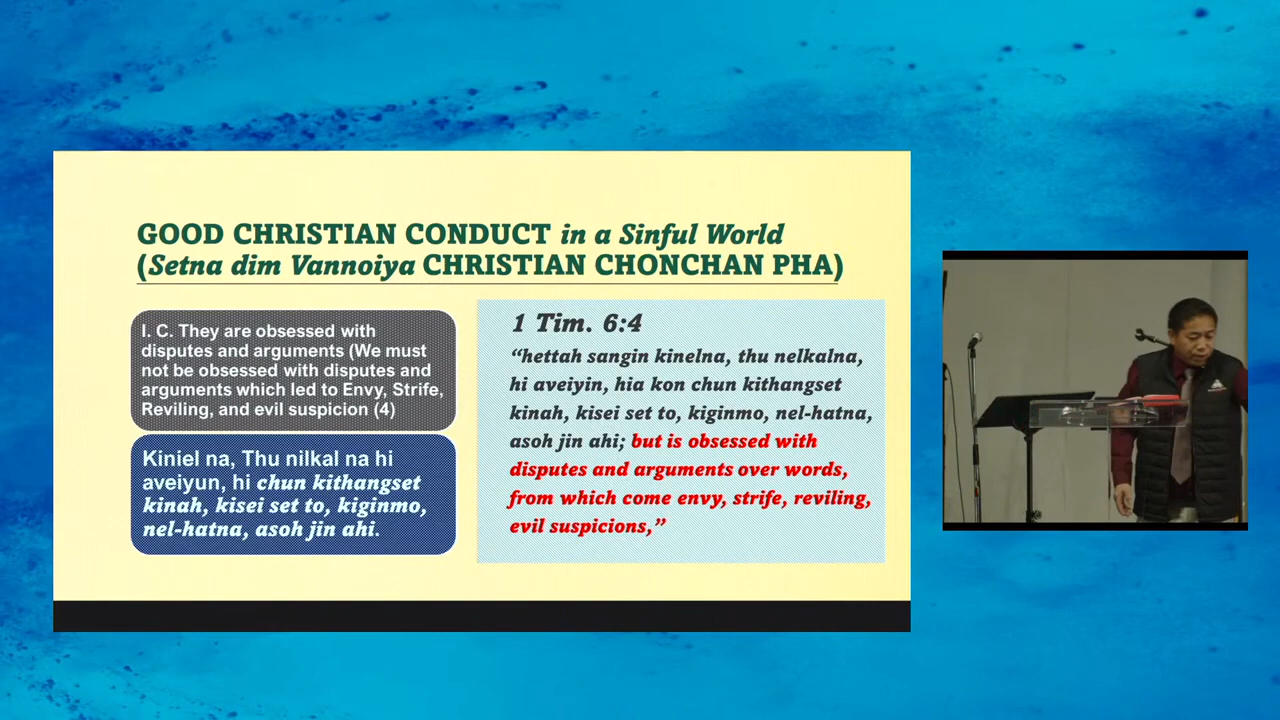 GOOD CHRISTIAN CONDUCT in a Sinful World
(Setna dim Vannoiya CHRISTIAN CHONCHAN PHA)
I. C. They are obsessed with
disputes and arguments (We must
not be obsessed with disputes and
arguments which led to Envy, Strife,
Reviling, and evil suspicion (4)
Kiniel na, Thu nilkal na hi
aveiyun, hi chun kithangset
kinah, kisei set to, kiginmo,
nel-hatna, asoh jin ahi.
1 Tim. 6:4
“hettah sangin kinelna, thu nelkalna,
hi aveiyin, hia kon chun kithangset
kinah, kisei set to, kiginmo, nel-hatna,
asoh jin ahi; but is obsessed with
disputes and arguments over words,
from which come envy, strife, reviling,
evil suspicions,”